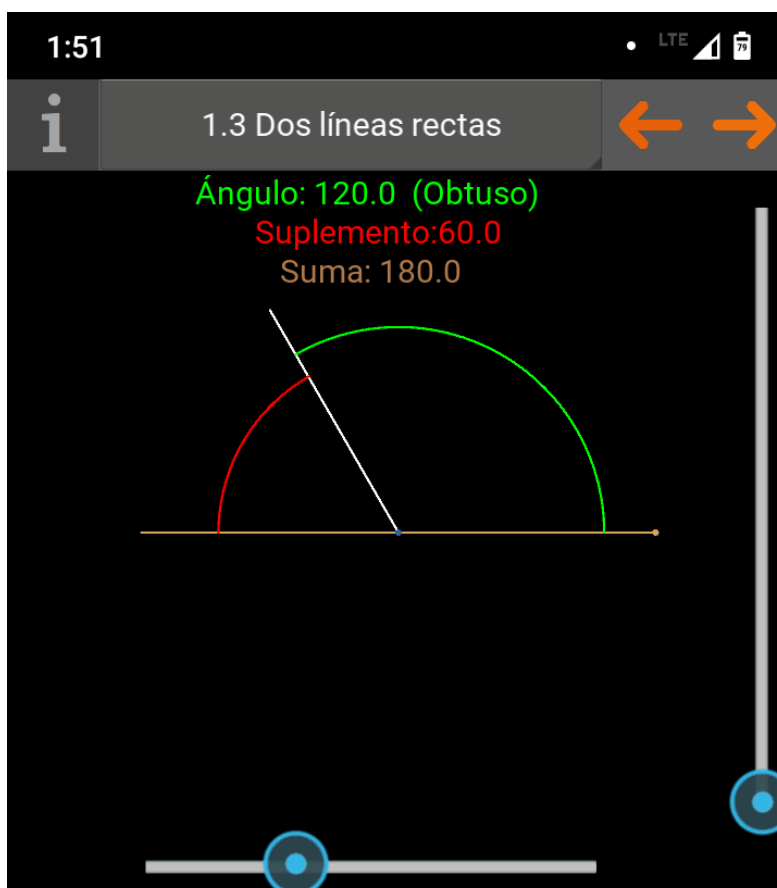 1:51
LTE
79
i
1.3 Dos líneas rectas
Ángulo: 120.0 (Obtuso)
Suplemento:60.0
Suma: 180.0